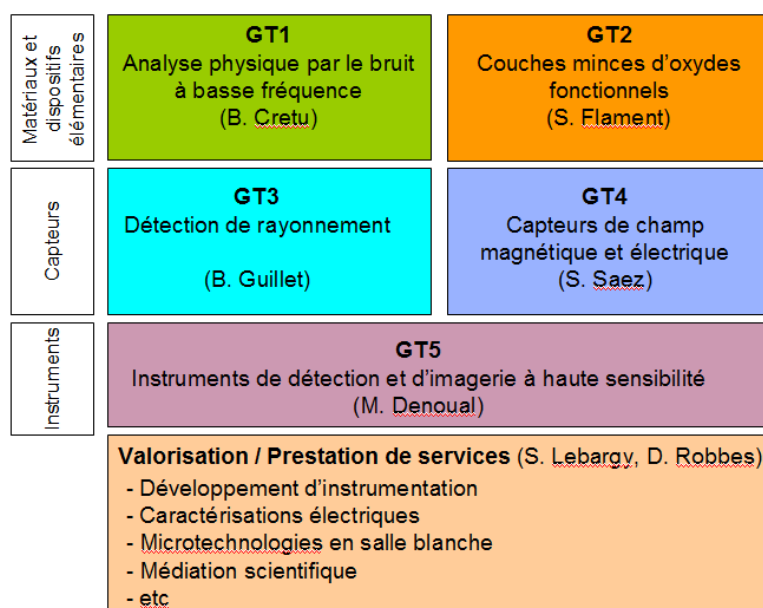 Matériaux et
dispositifs
élémentaires
GT1
Analyse physique par le bruit
à basse fréquence
(B. Cretu)
GT2
Couches minces d'oxydes
fonctionnels
(S. Flament)
Capteurs
GT3
Détection de rayonnement
(B. Guillet)
GT4
Capteurs de champ
magnétique et électrique
(S. Saez)
Instruments
GT5
Instruments de détection et d'imagerie à haute sensibilité
(M. Denoual)
Valorisation / Prestation de services (S. Lebargy, D. Robbes)
- Développement d'instrumentation
- Caractérisations électriques
- Microtechnologies en salle blanche
- Médiation scientifique
- etc